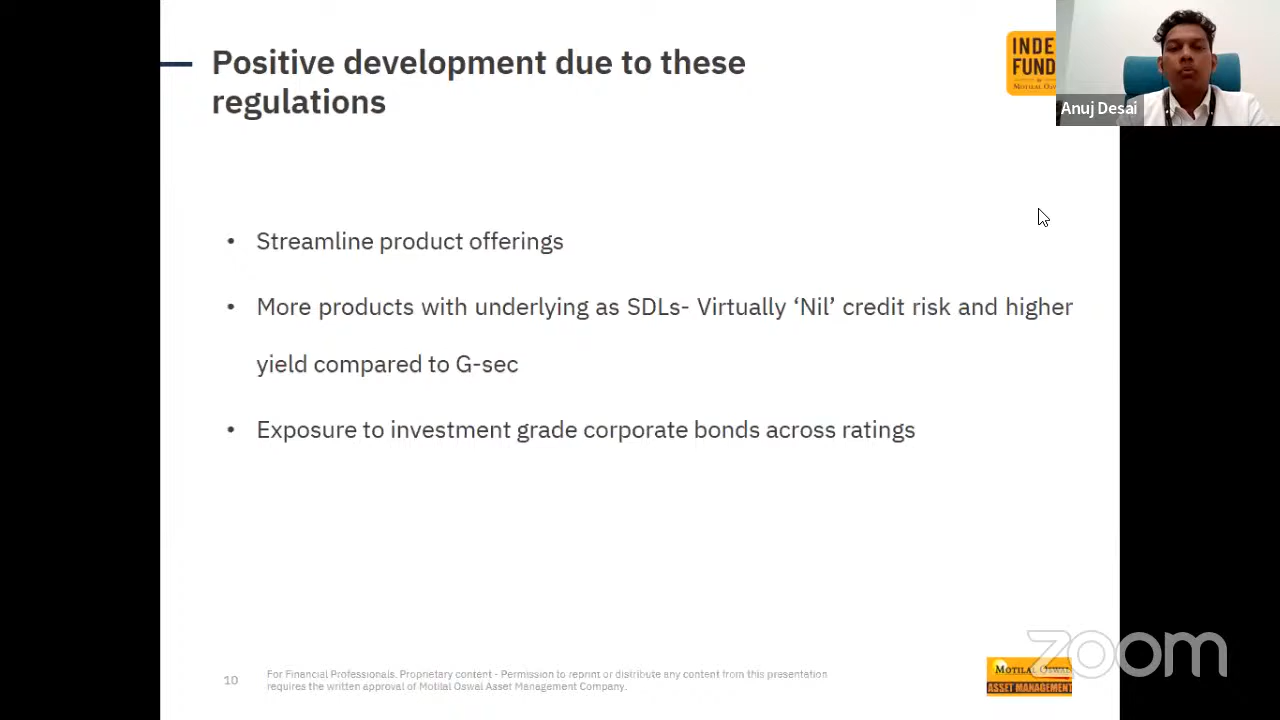 Positive development due to these
regulations
INDE
FUND
Anuj Desai
• Streamline product offerings
• More products with underlying as SDLs- Virtually ‘Nil’ credit risk and higher
yield compared to G-sec
• Exposure to investment grade corporate bonds across ratings
10
For Financial Professionals. Proprietary content - Permission to reprint or distribute any content from this presentation
requires the written approval of Motilal Oswal Asset Management Company.
MOTILAL OSWAL
ASSET MANAGEMENT
zoom